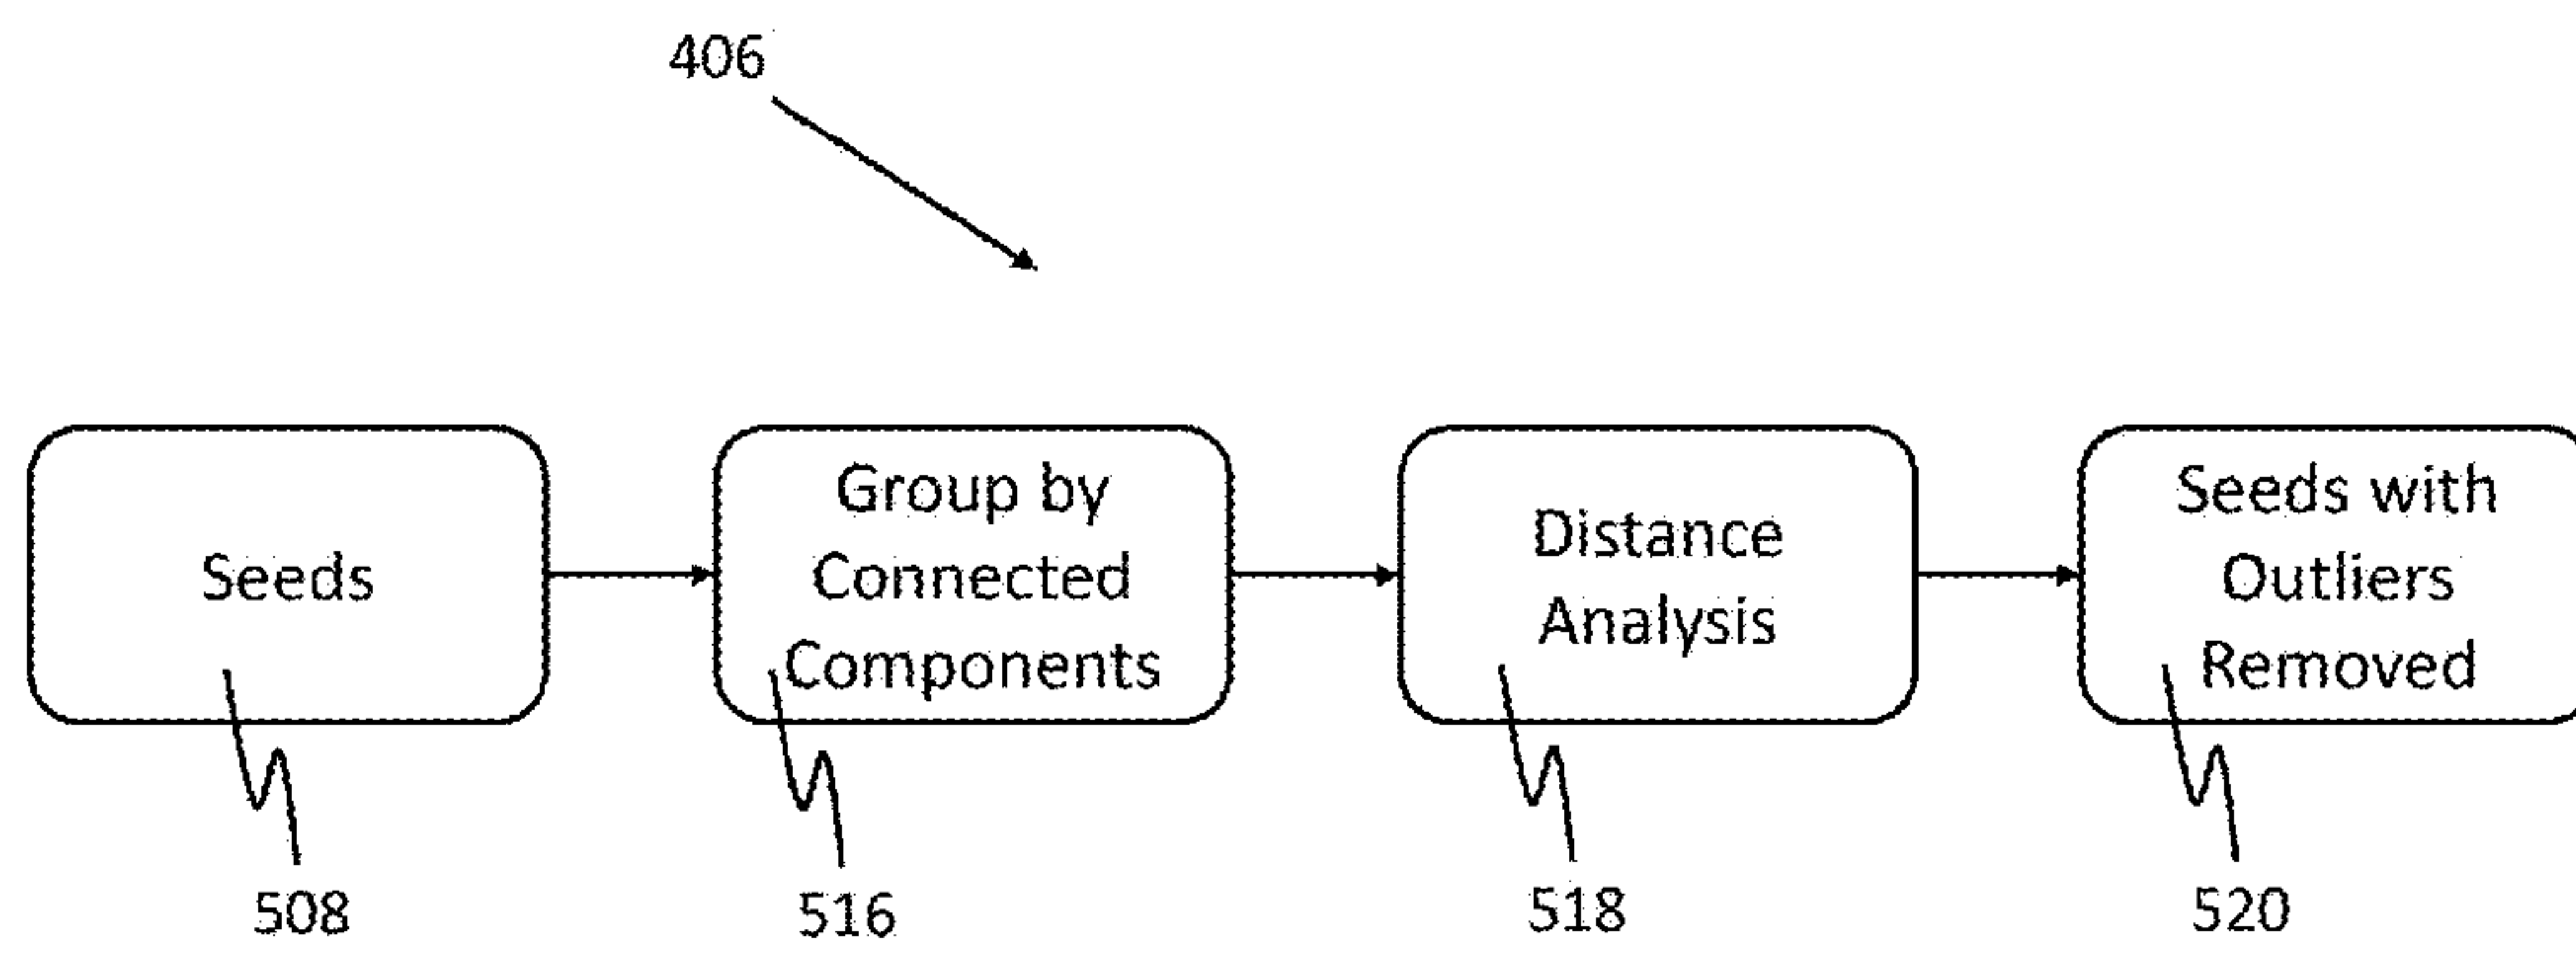 406
Seeds
Group by
Connected
Components
Distance
Analysis
Seeds with
Outliers
Removed
508
516
518
520